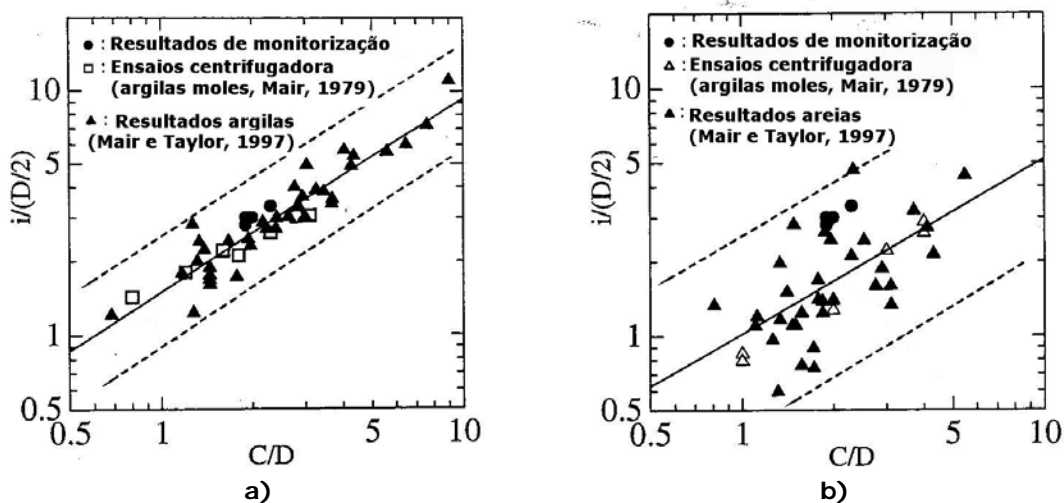 ● : Resultados de monitorização
□ : Ensaios centrifugadora
(argilas moles, Mair, 1979)
▲ : Resultados argilas
(Mair e Taylor, 1997)
i/(D/2)
10
5
1
0.5
0.5
1
5
10
C/D
a)
● : Resultados de monitorização
△ : Ensaios centrifugadora
(argilas moles, Mair, 1979)
▲ : Resultados areias
(Mair e Taylor, 1997)
i/(D/2)
10
5
1
0.5
0.5
1
5
10
C/D
b)